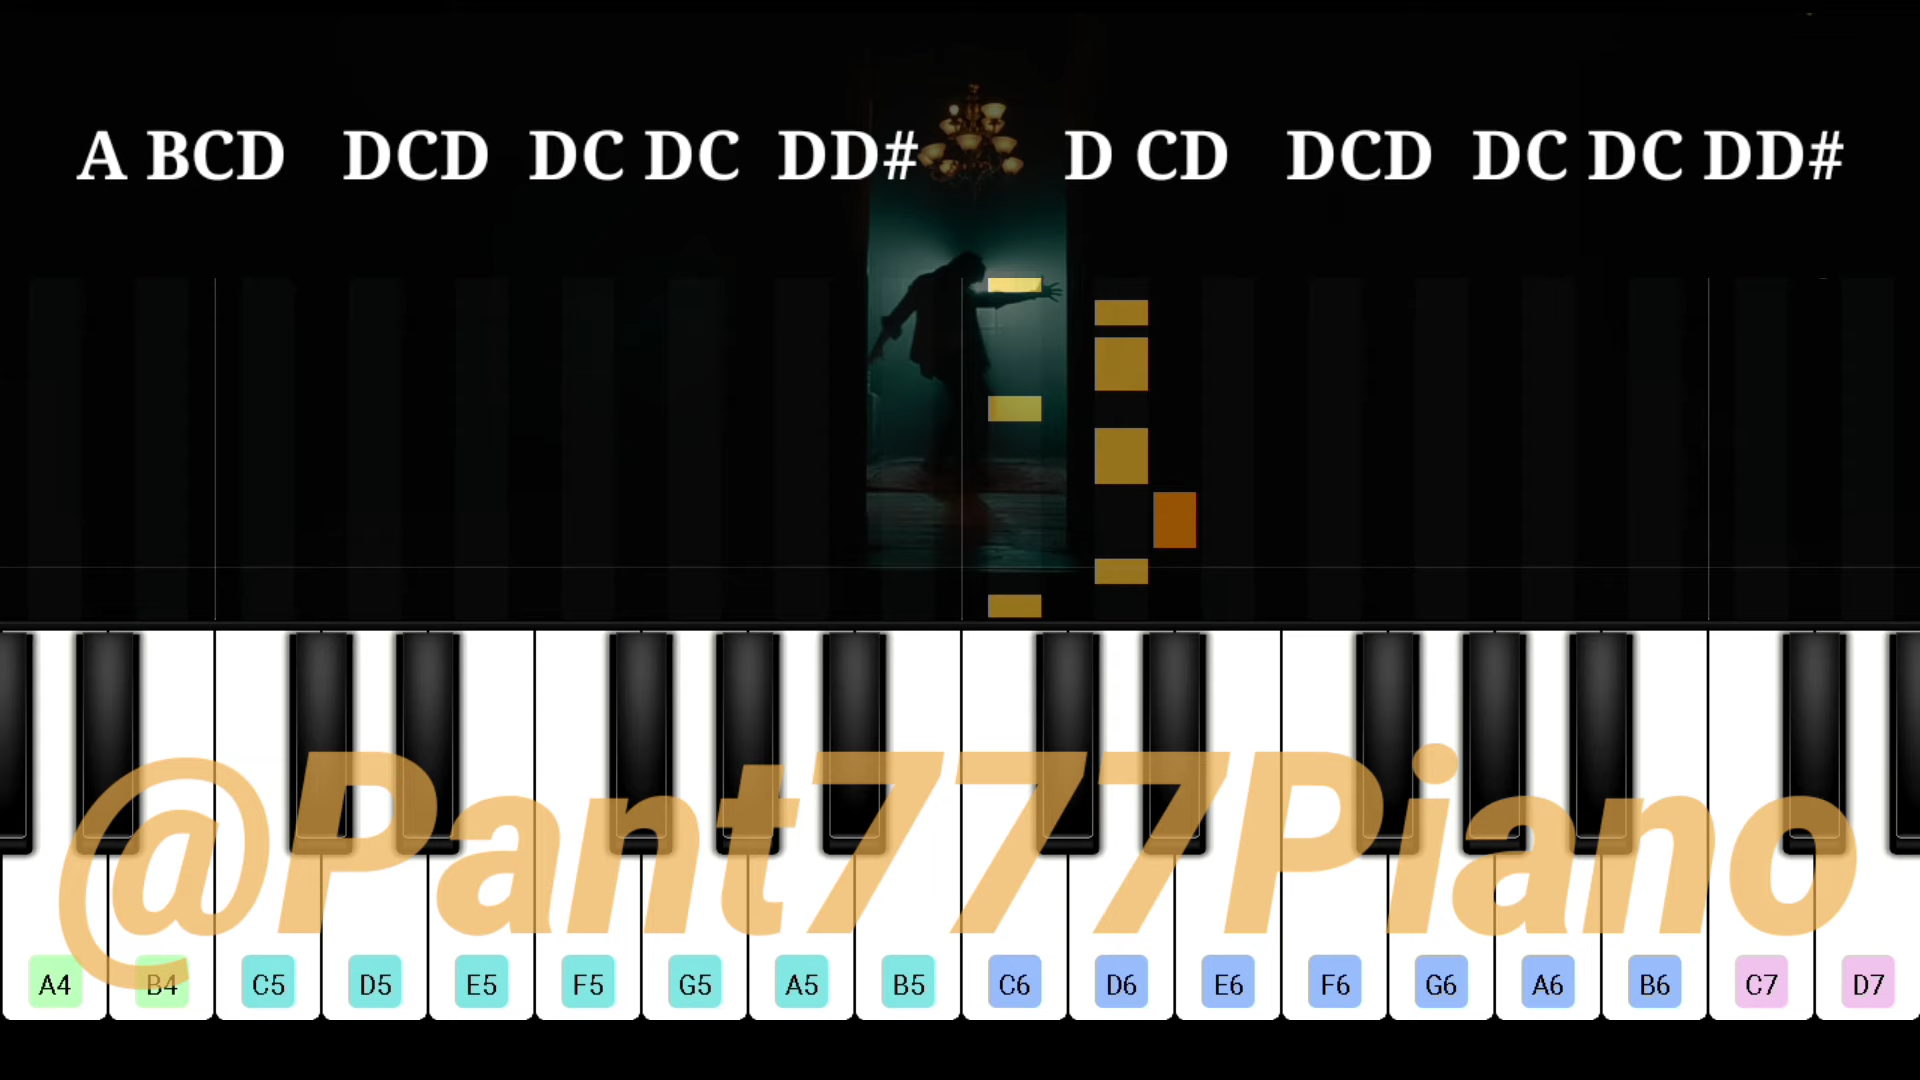 A BCD DCD DC DC DD# D CD DCD DC DC DD#
@Pant777Piano
A4 B4 C5 D5 E5 F5 G5 A5 B5 C6 D6 E6 F6 G6 A6 B6 C7 D7